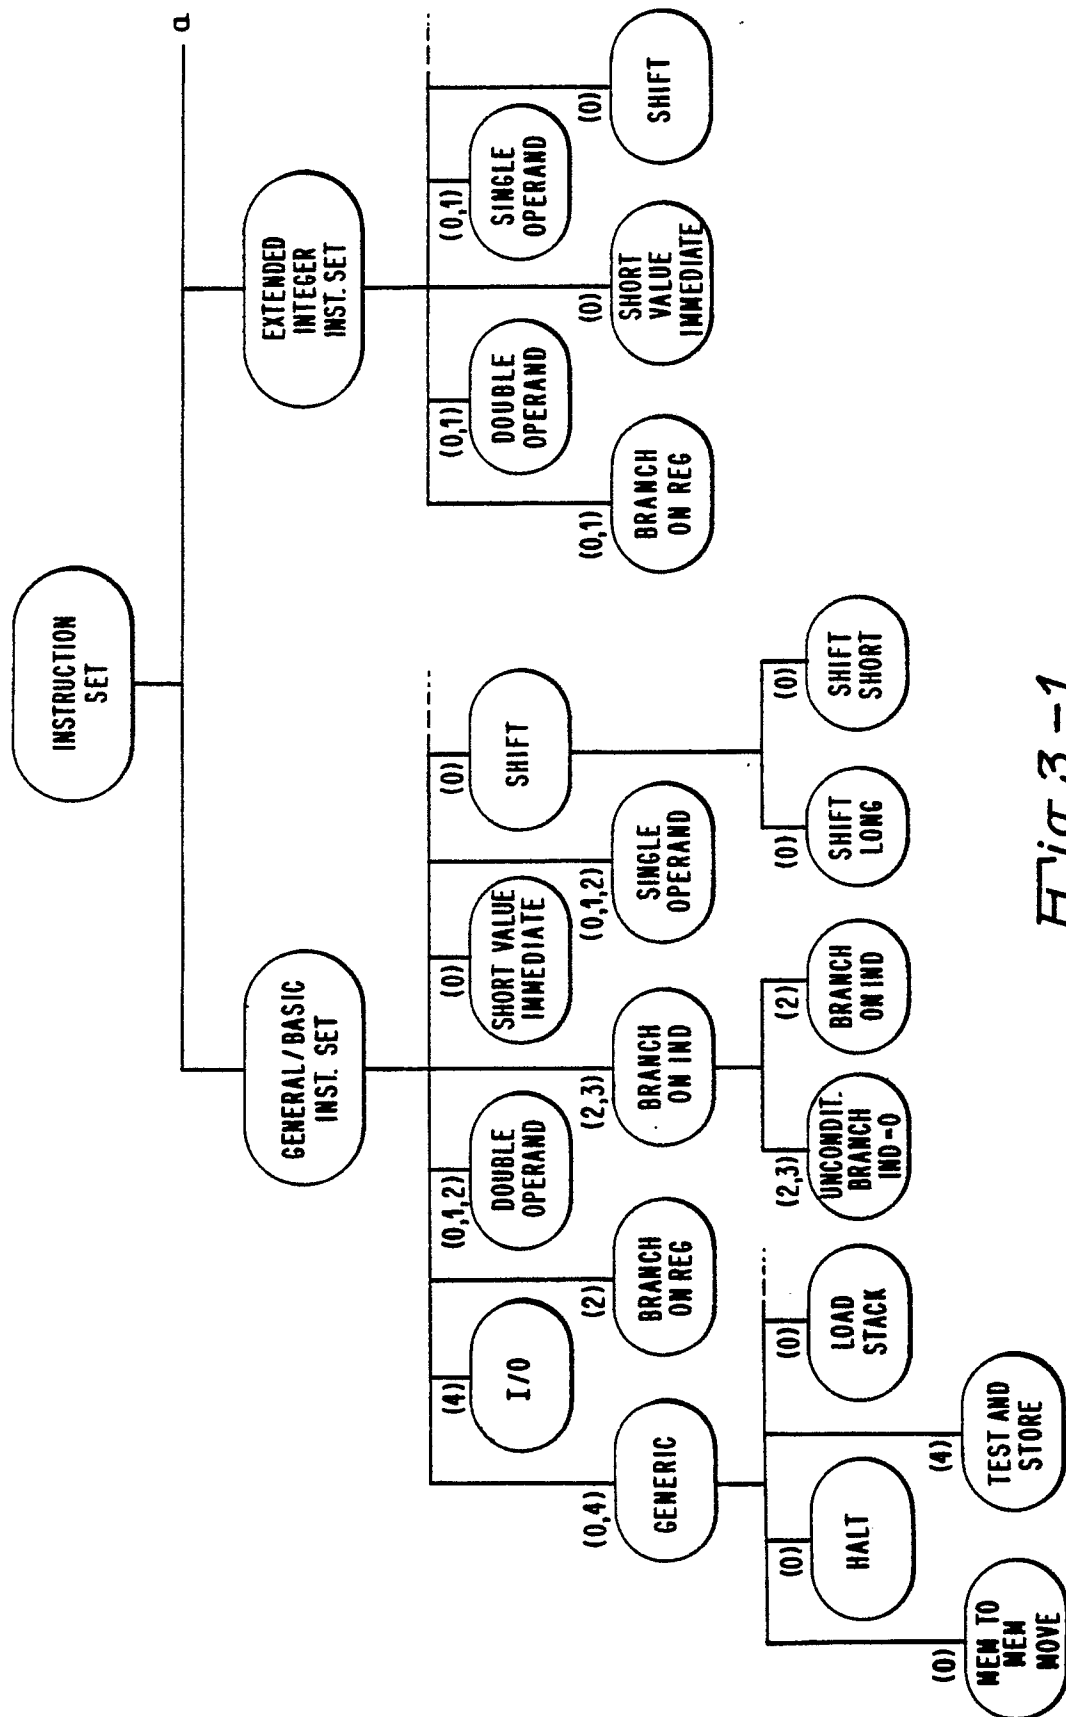 INSTRUCTION
SET
a
GENERAL/BASIC
INST. SET
EXTENDED
INTEGER
INST. SET
(0,4)
GENERIC
(4)
I/O
(2)
BRANCH
ON REG
(0,1,2)
DOUBLE
OPERAND
(2,3)
BRANCH
ON IND
(0)
SHORT VALUE
IMMEDIATE
(0,1,2)
SINGLE
OPERAND
(0)
SHIFT
(0,1)
BRANCH
ON REG
(0,1)
DOUBLE
OPERAND
(0)
SHORT
VALUE
IMMEDIATE
(0,1)
SINGLE
OPERAND
(0)
SHIFT
(0)
MEM TO
MEM
MOVE
(0)
HALT
(4)
TEST AND
STORE
(0)
LOAD
STACK
(2,3)
UNCONDIT.
BRANCH
IND=0
(2)
BRANCH
ON IND
(0)
SHIFT
LONG
(0)
SHIFT
SHORT
Fig. 3-1